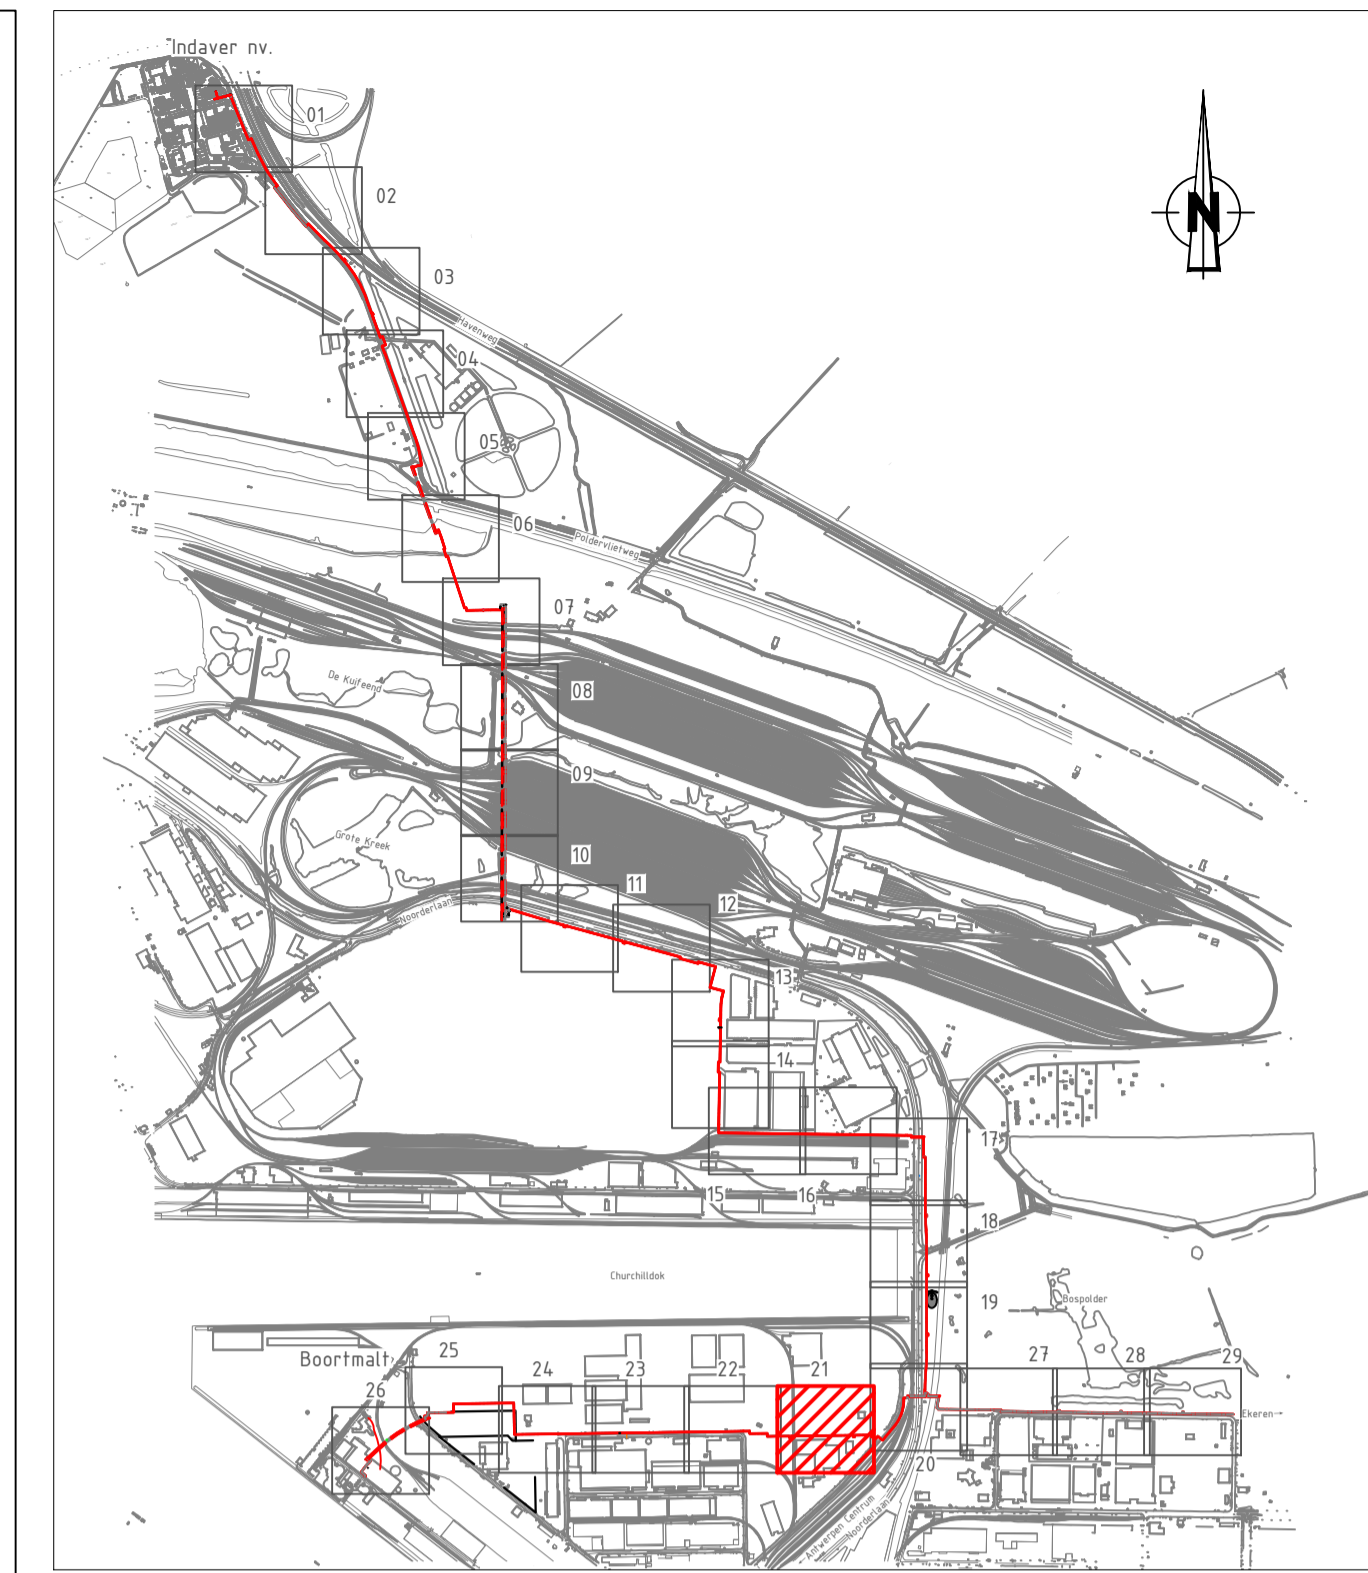 Indaver nv.
01
02
N
03
Havenweg
04
05
06
Poldervlietweg
07
De Kuifeend
08
09
Grote Kreek
10
11
12
Noorderlaan
13
14
17
15
16
18
Churchilldok
19
Bospolder
Boortmalt
25
24
23
22
21
27
28
29
26
Ekeren
20
Antwerpen Centrum
Noorderlaan